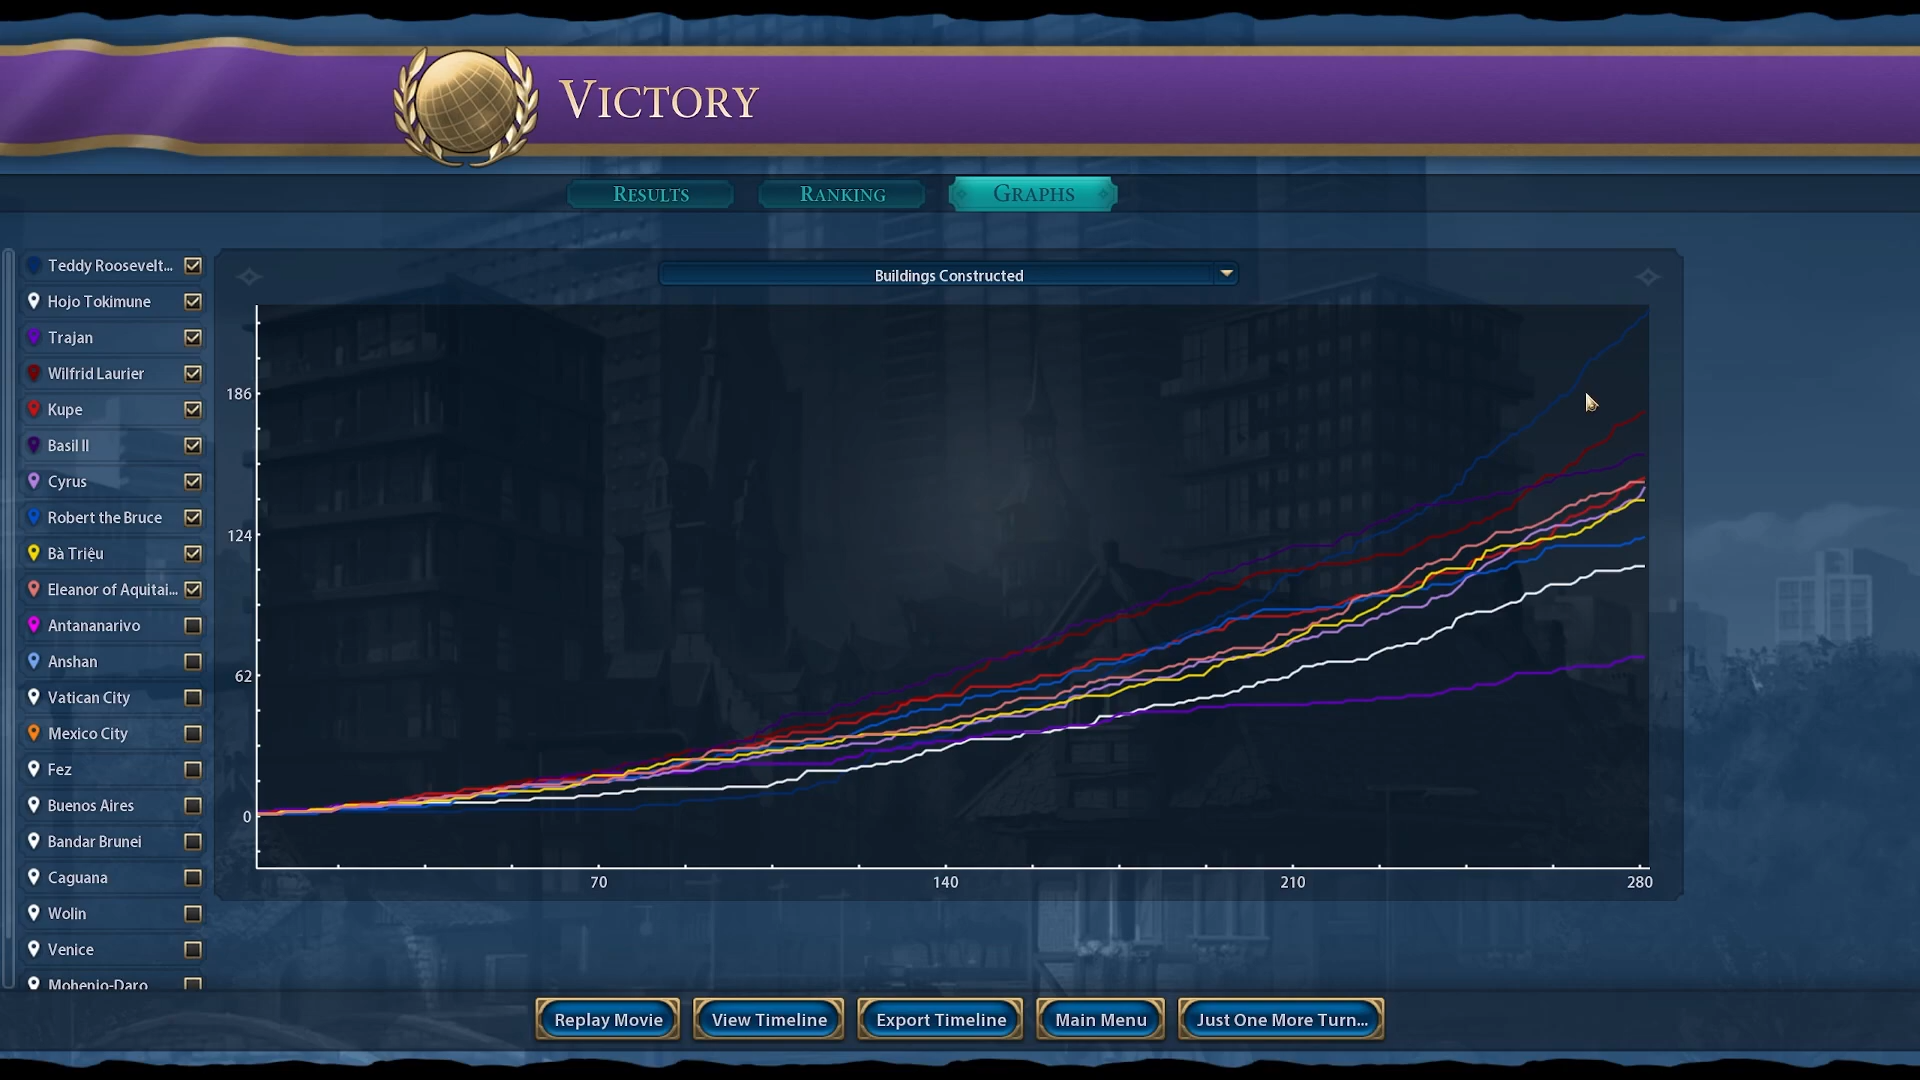 VICTORY
RESULTS
RANKING
GRAPHS
Teddy Roosevelt...
Hojo Tokimune
Trajan
Wilfrid Laurier
Kupe
Basil II
Cyrus
Robert the Bruce
Bà Triệu
Eleanor of Aquitai...
Antananarivo
Anshan
Vatican City
Mexico City
Fez
Buenos Aires
Bandar Brunei
Caguana
Wolin
Venice
Mohenjo-Daro
Buildings Constructed
186
124
62
0
70
140
210
280
Replay Movie
View Timeline
Export Timeline
Main Menu
Just One More Turn...